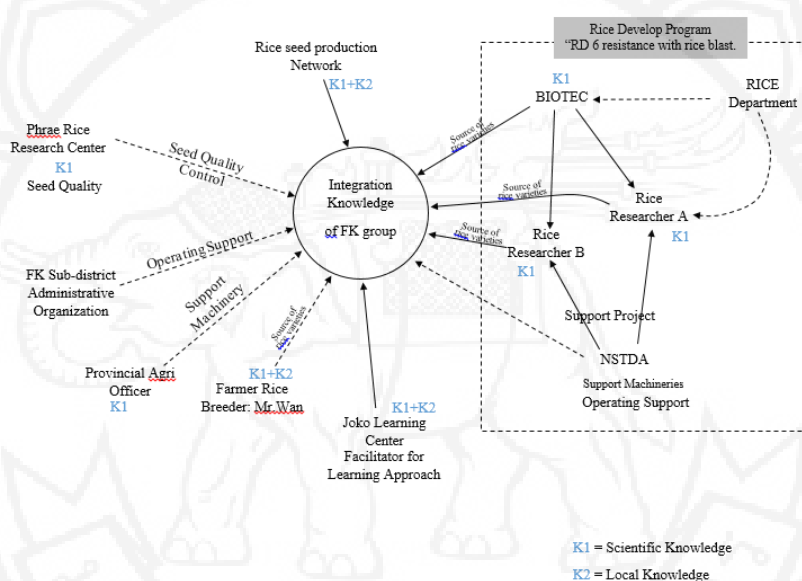 Rice Develop Program
“RD 6 resistance with rice blast.
Rice seed production
Network
K1+K2
K1
BIOTEC
RICE
Department
Phrae Rice
Research Center
K1
Seed Quality
Seed Quality
Control
Source of
rice varieties
Integration
Knowledge
of FK group
Source of
rice varieties
Rice
Researcher A
K1
Source of
rice varieties
Rice
Researcher B
K1
Operating Support
FK Sub-district
Administrative
Organization
Support
Machinery
Source of
rice varieties
Support Project
NSTDA
Support Machineries
Operating Support
Provincial Agri
Officer
K1
K1+K2
Farmer Rice
Breeder: Mr.Wan
K1+K2
Joko Learning
Center
Facilitator for
Learning Approach
K1 = Scientific Knowledge
K2 = Local Knowledge